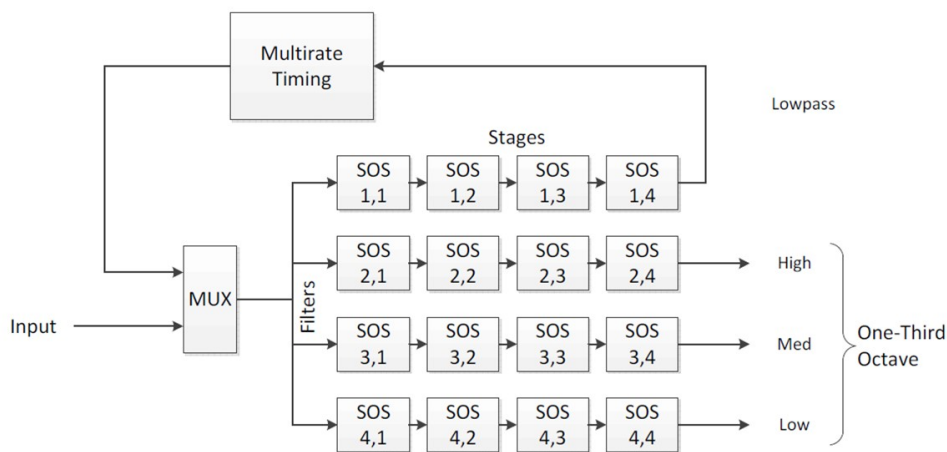 Multirate
Timing
Lowpass
Stages
SOS
1,1
SOS
1,2
SOS
1,3
SOS
1,4
SOS
2,1
SOS
2,2
SOS
2,3
SOS
2,4
High
MUX
Filters
Input
SOS
3,1
SOS
3,2
SOS
3,3
SOS
3,4
Med
One-Third
Octave
SOS
4,1
SOS
4,2
SOS
4,3
SOS
4,4
Low